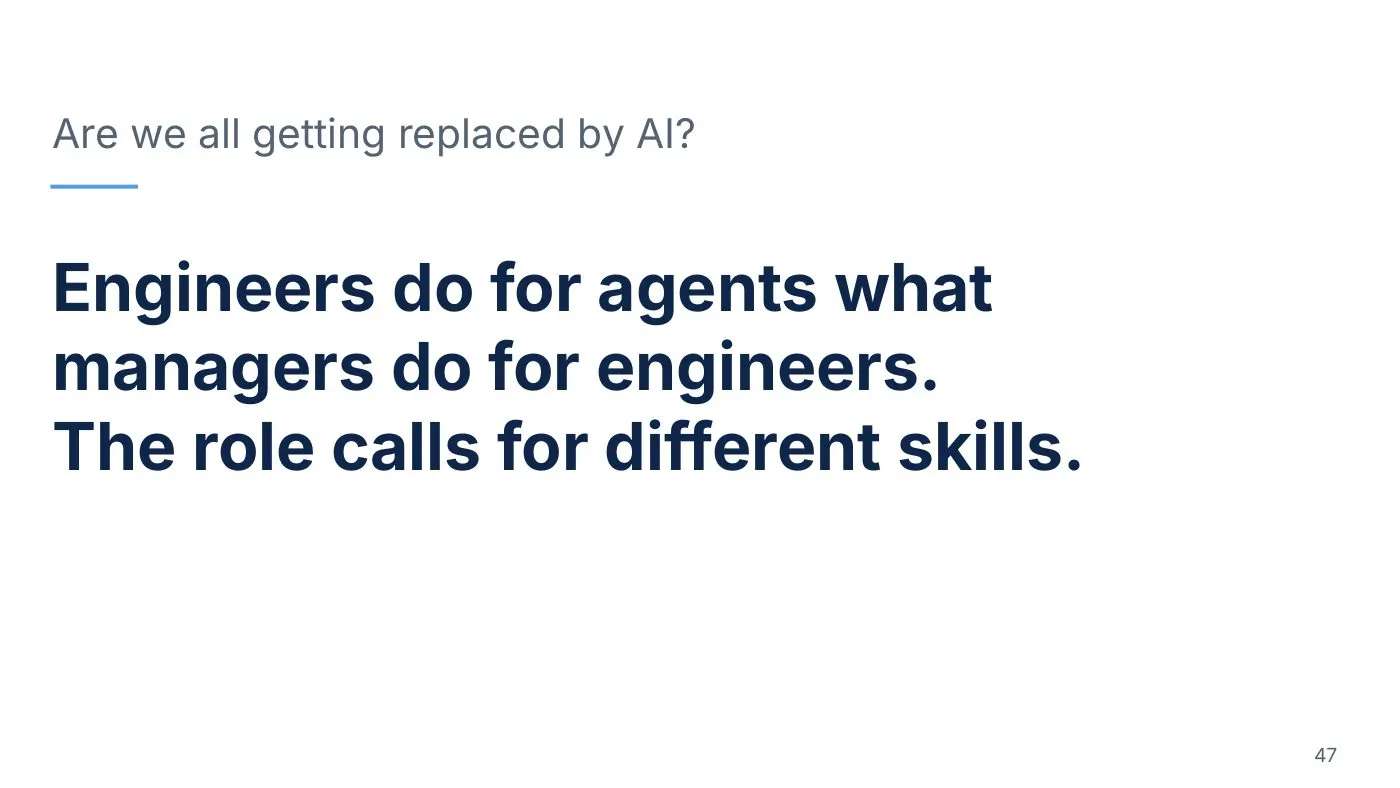 Are we all getting replaced by AI?
Engineers do for agents what
managers do for engineers.
The role calls for different skills.
47